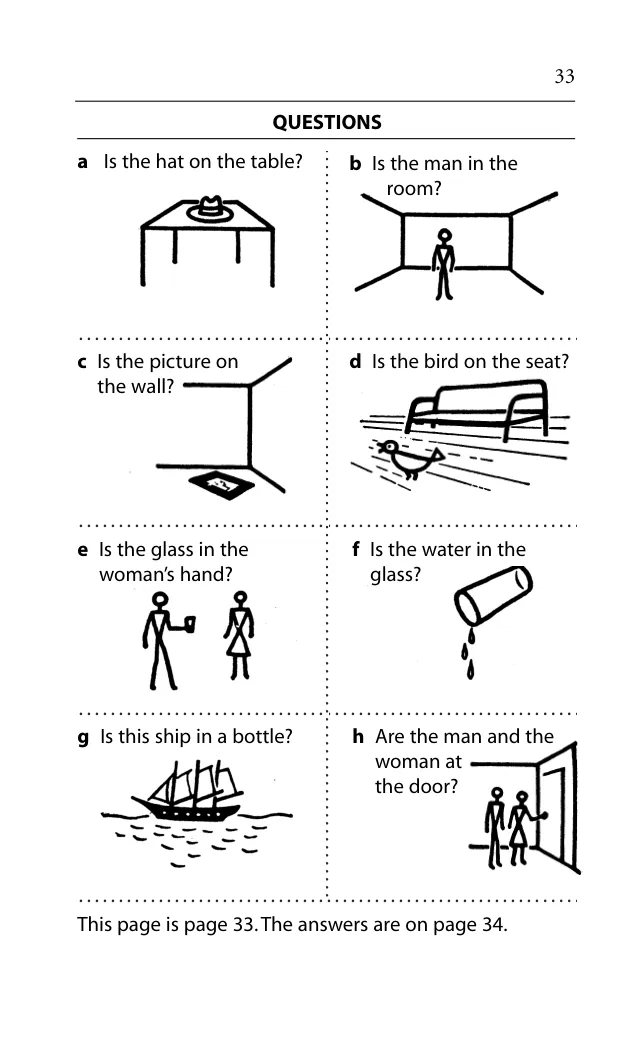 33
QUESTIONS
a Is the hat on the table?
b Is the man in the
room?
c Is the picture on
the wall?
d Is the bird on the seat?
e Is the glass in the
woman’s hand?
f Is the water in the
glass?
g Is this ship in a bottle?
h Are the man and the
woman at
the door?
This page is page 33. The answers are on page 34.